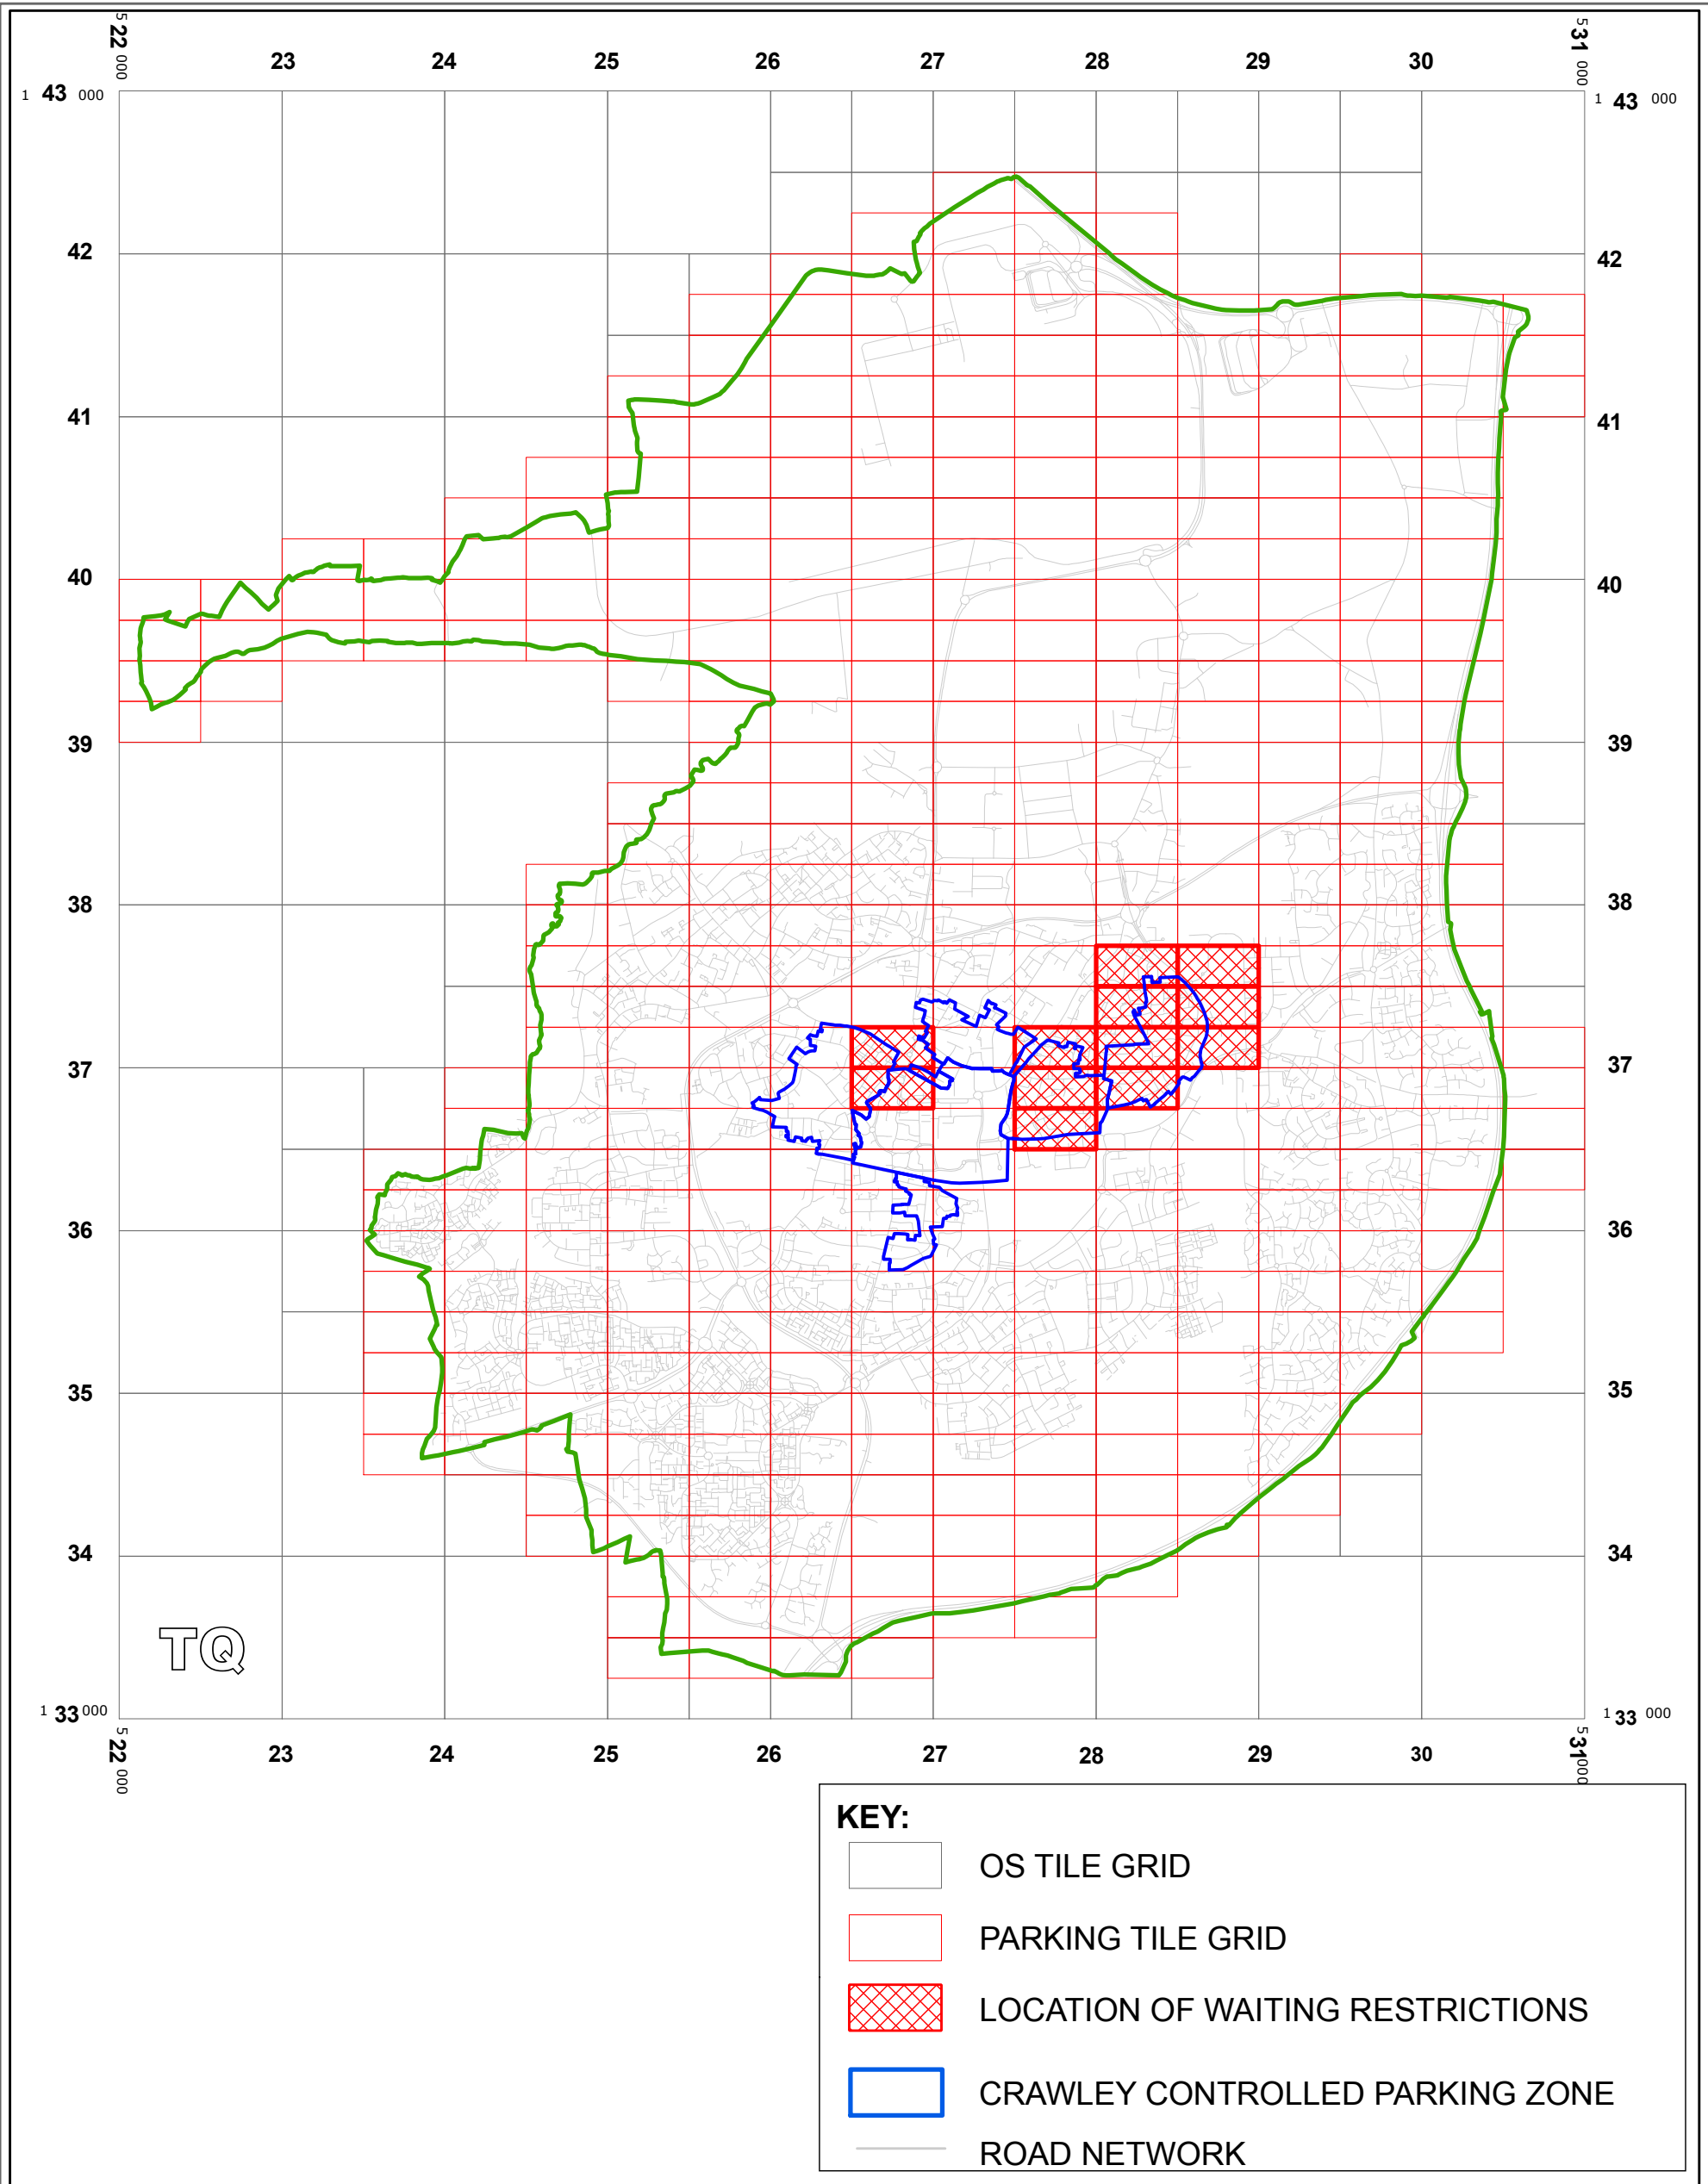 5 22 000 23 24 25 26 27 28 29 30 5 31 000
1 43 000 1 43 000
42 42
41 41
40 40
39 39
38 38
37 37
36 36
35 35
34 34
TQ
1 33 000 1 33 000
5 22 000 23 24 25 26 27 28 29 30 5 31 000
KEY:
OS TILE GRID
PARKING TILE GRID
LOCATION OF WAITING RESTRICTIONS
CRAWLEY CONTROLLED PARKING ZONE
ROAD NETWORK